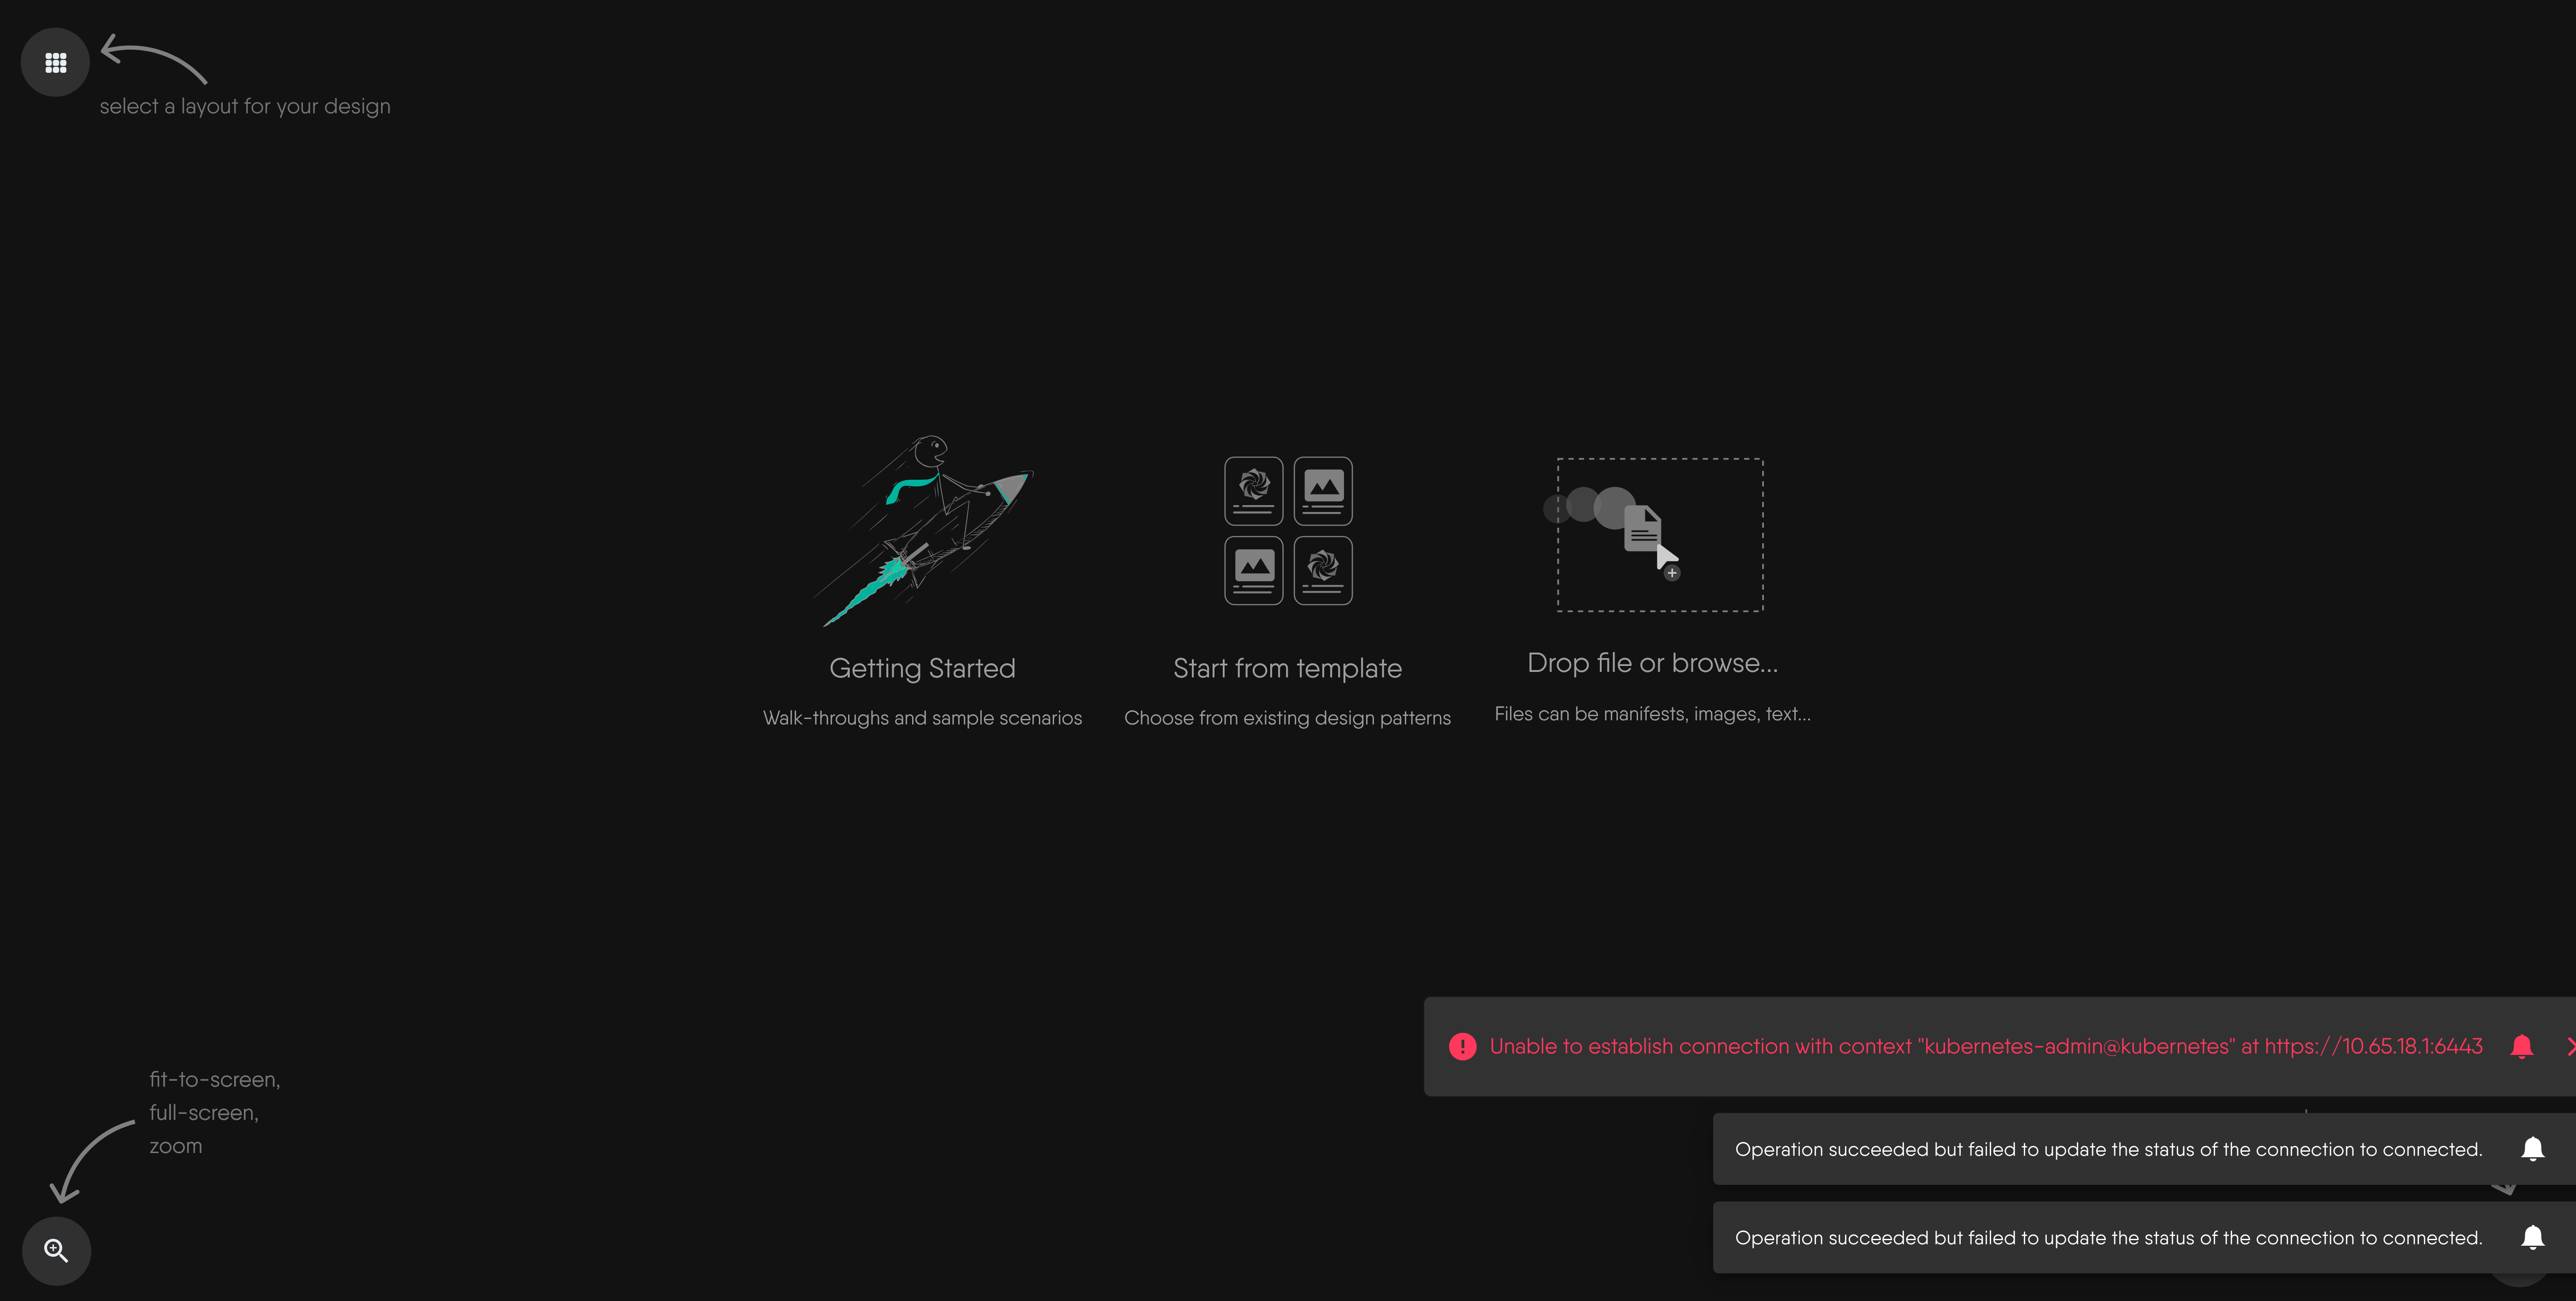 select a layout for your design
Getting Started
Walk-throughs and sample scenarios
Start from template
Choose from existing design patterns
Drop file or browse...
Files can be manifests, images, text...
Unable to establish connection with context "kubernetes-admin@kubernetes" at https://10.65.18.1:6443
fit-to-screen,
full-screen,
zoom
Operation succeeded but failed to update the status of the connection to connected.
Operation succeeded but failed to update the status of the connection to connected.